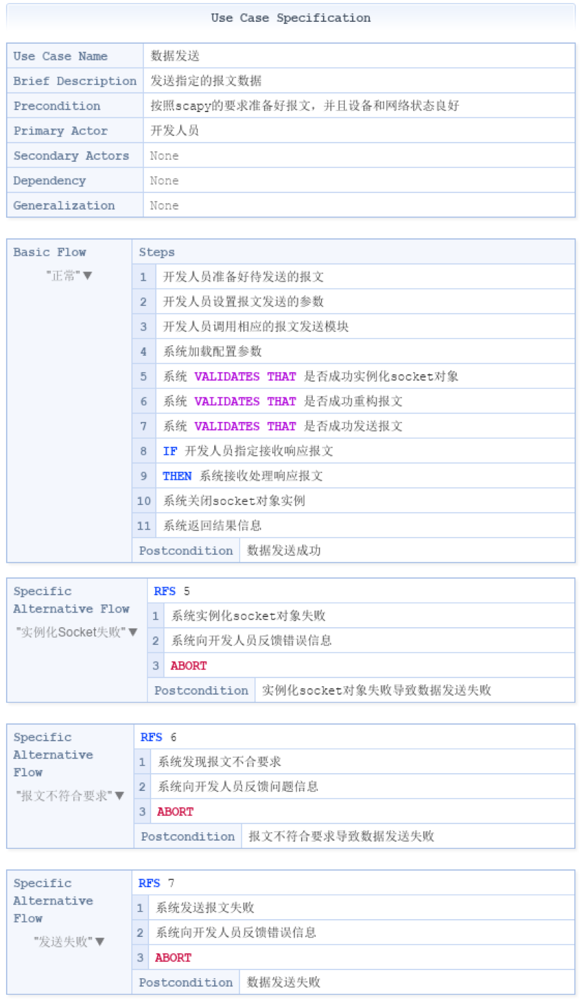 Use Case Specification
Use Case Name 数据发送
Brief Description 发送指定的报文数据
Precondition 按照scapy的要求准备好报文，并且设备和网络状态良好
Primary Actor 开发人员
Secondary Actors None
Dependency None
Generalization None
Basic Flow Steps
"正常"▼
1 开发人员准备好待发送的报文
2 开发人员设置报文发送的参数
3 开发人员调用相应的报文发送模块
4 系统加载配置参数
5 系统 VALIDATES THAT 是否成功实例化socket对象
6 系统 VALIDATES THAT 是否成功重构报文
7 系统 VALIDATES THAT 是否成功发送报文
8 IF 开发人员指定接收响应报文
9 THEN 系统接收处理响应报文
10 系统关闭socket对象实例
11 系统返回结果信息
Postcondition 数据发送成功
Specific
Alternative Flow
"实例化Socket失败"▼
RFS 5
1 系统实例化socket对象失败
2 系统向开发人员反馈错误信息
3 ABORT
Postcondition 实例化socket对象失败导致数据发送失败
Specific
Alternative
Flow
"报文不符合要求"▼
RFS 6
1 系统发现报文不合要求
2 系统向开发人员反馈问题信息
3 ABORT
Postcondition 报文不符合要求导致数据发送失败
Specific
Alternative
Flow
"发送失败"▼
RFS 7
1 系统发送报文失败
2 系统向开发人员反馈错误信息
3 ABORT
Postcondition 数据发送失败